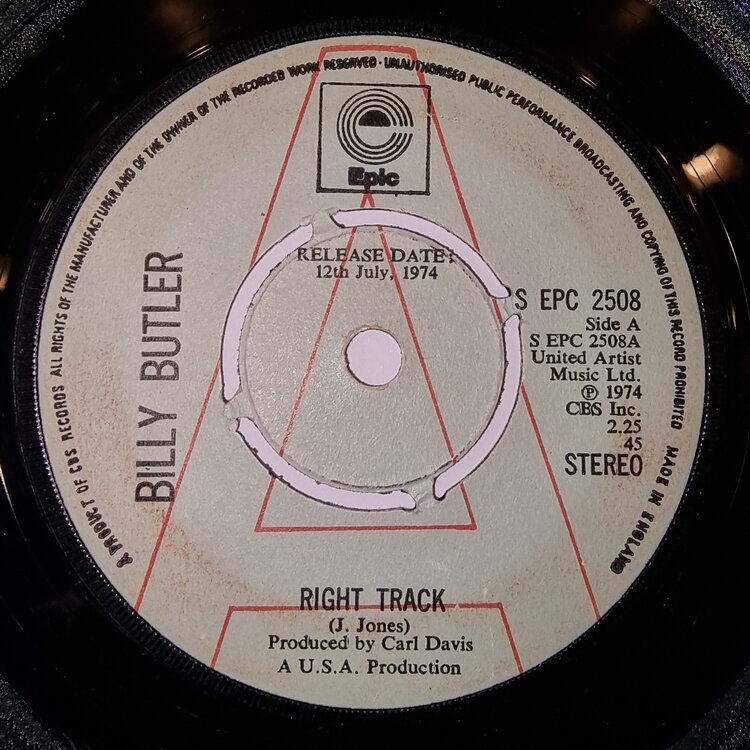 A PRODUCT OF CBS RECORDS ALL RIGHTS OF THE MANUFACTURER AND OF THE OWNER OF THE RECORDED WORK RESERVED · UNAUTHORISED PUBLIC PERFORMANCE BROADCASTING AND COPYING OF THIS RECORD PROHIBITED MADE IN ENGLAND
Epic
RELEASE DATE:
12th July, 1974
BILLY BUTLER
S EPC 2508
Side A
S EPC 2508A
United Artist
Music Ltd.
℗ 1974
CBS Inc.
2.25
45
STEREO
A
RIGHT TRACK
(J. Jones)
Produced by Carl Davis
A U.S.A. Production